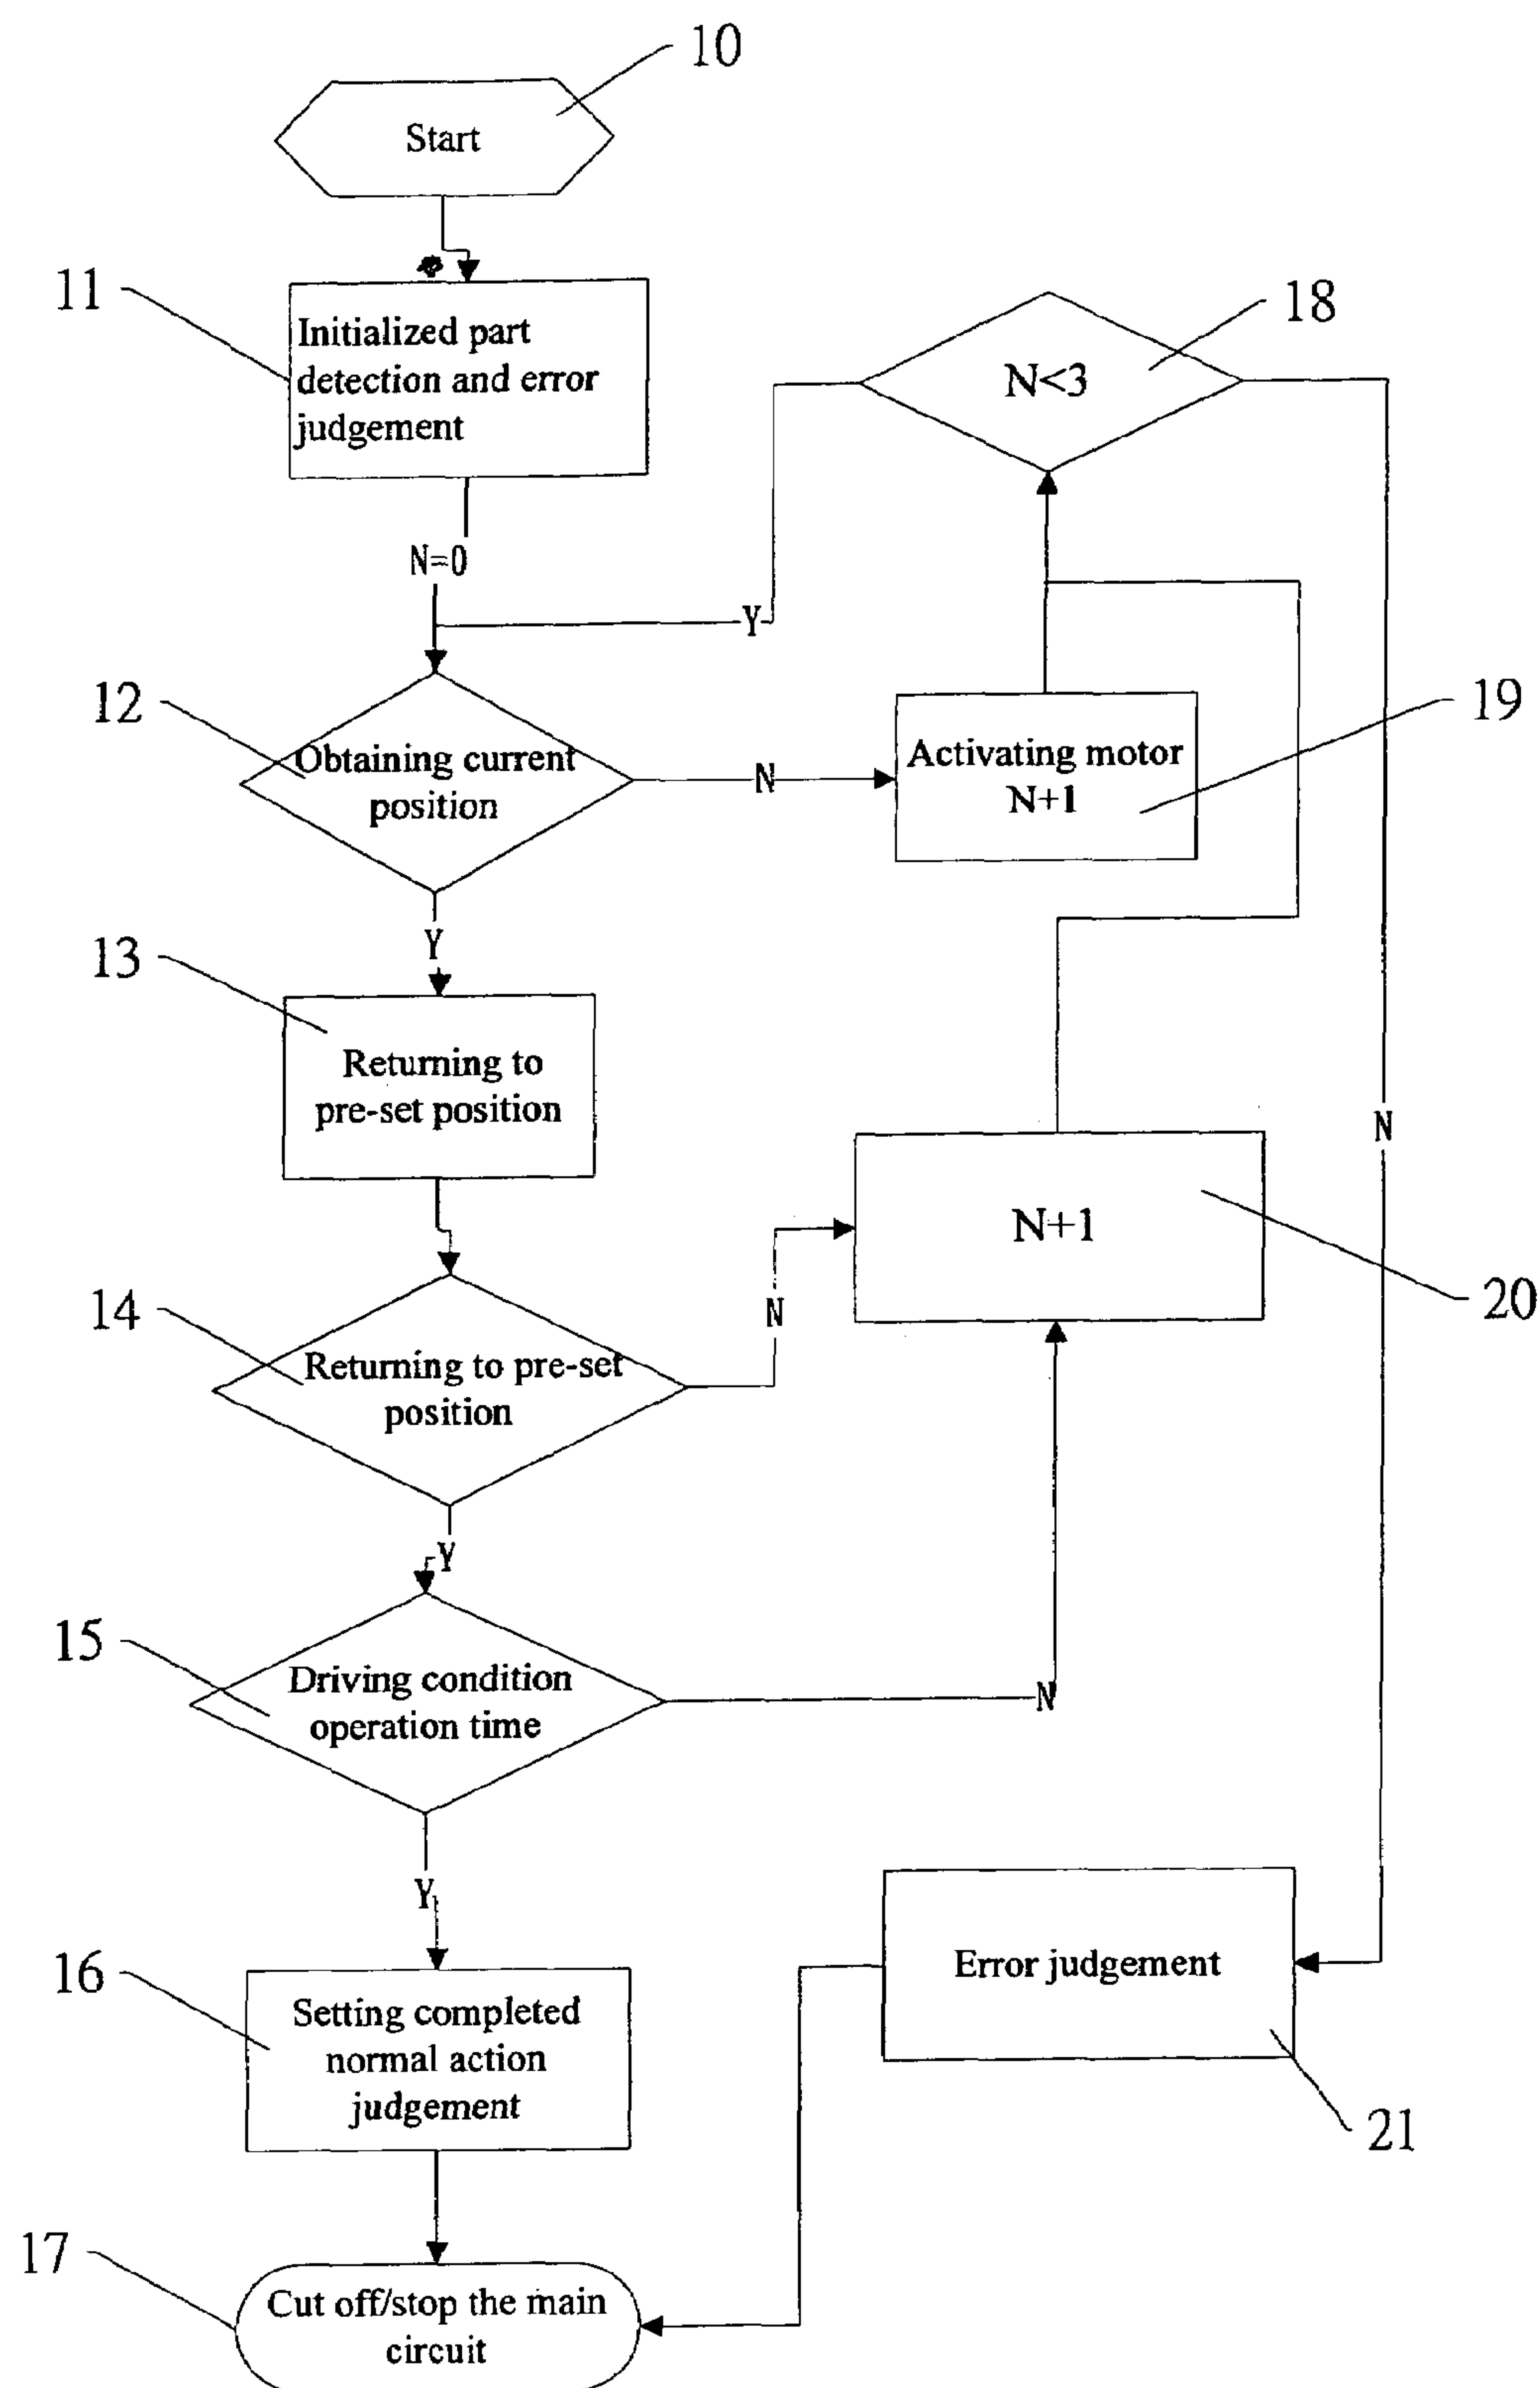 10
Start
11
Initialized part
detection and error
judgement
18
N<3
N=0
Y
12
Obtaining current
position
N
19
Activating motor
N+1
Y
13
Returning to
pre-set position
N
N+1
20
14
Returning to pre-set
position
N
Y
15
Driving condition
operation time
N
Y
16
Setting completed
normal action
judgement
Error judgement
21
17
Cut off/stop the main
circuit